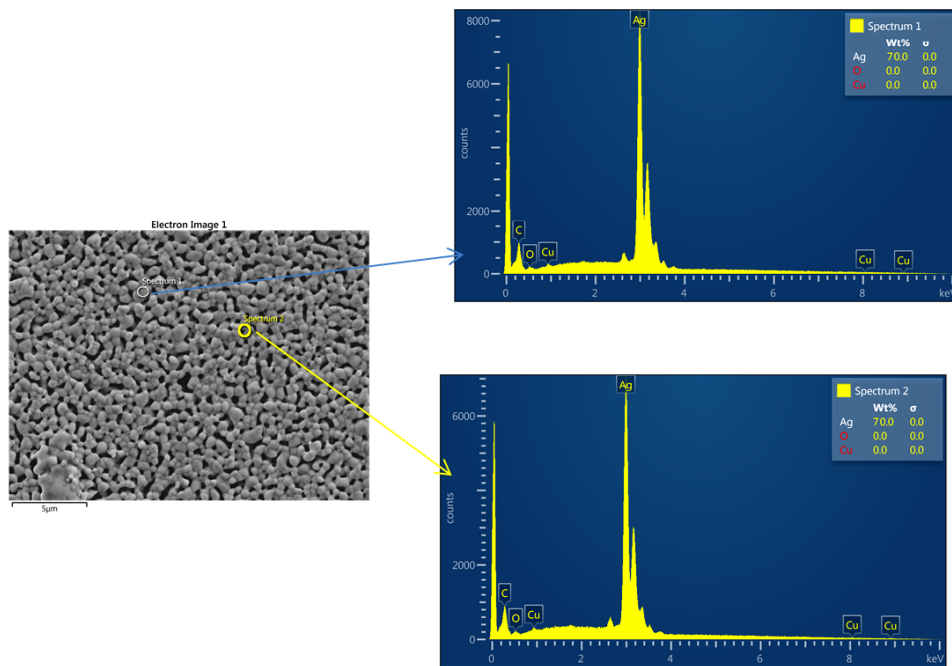 Electron Image 1
Spectrum 1
Spectrum 2
5µm
8000
6000
2000
0
counts
Ag
C
O
Cu
Cu
Cu
0
2
4
6
8
keV
Spectrum 1
Wt% σ
Ag 70.0 0.0
O 0.0 0.0
Cu 0.0 0.0
6000
2000
0
counts
Ag
C
O
Cu
Cu
Cu
0
2
4
6
8
keV
Spectrum 2
Wt% σ
Ag 70.0 0.0
O 0.0 0.0
Cu 0.0 0.0